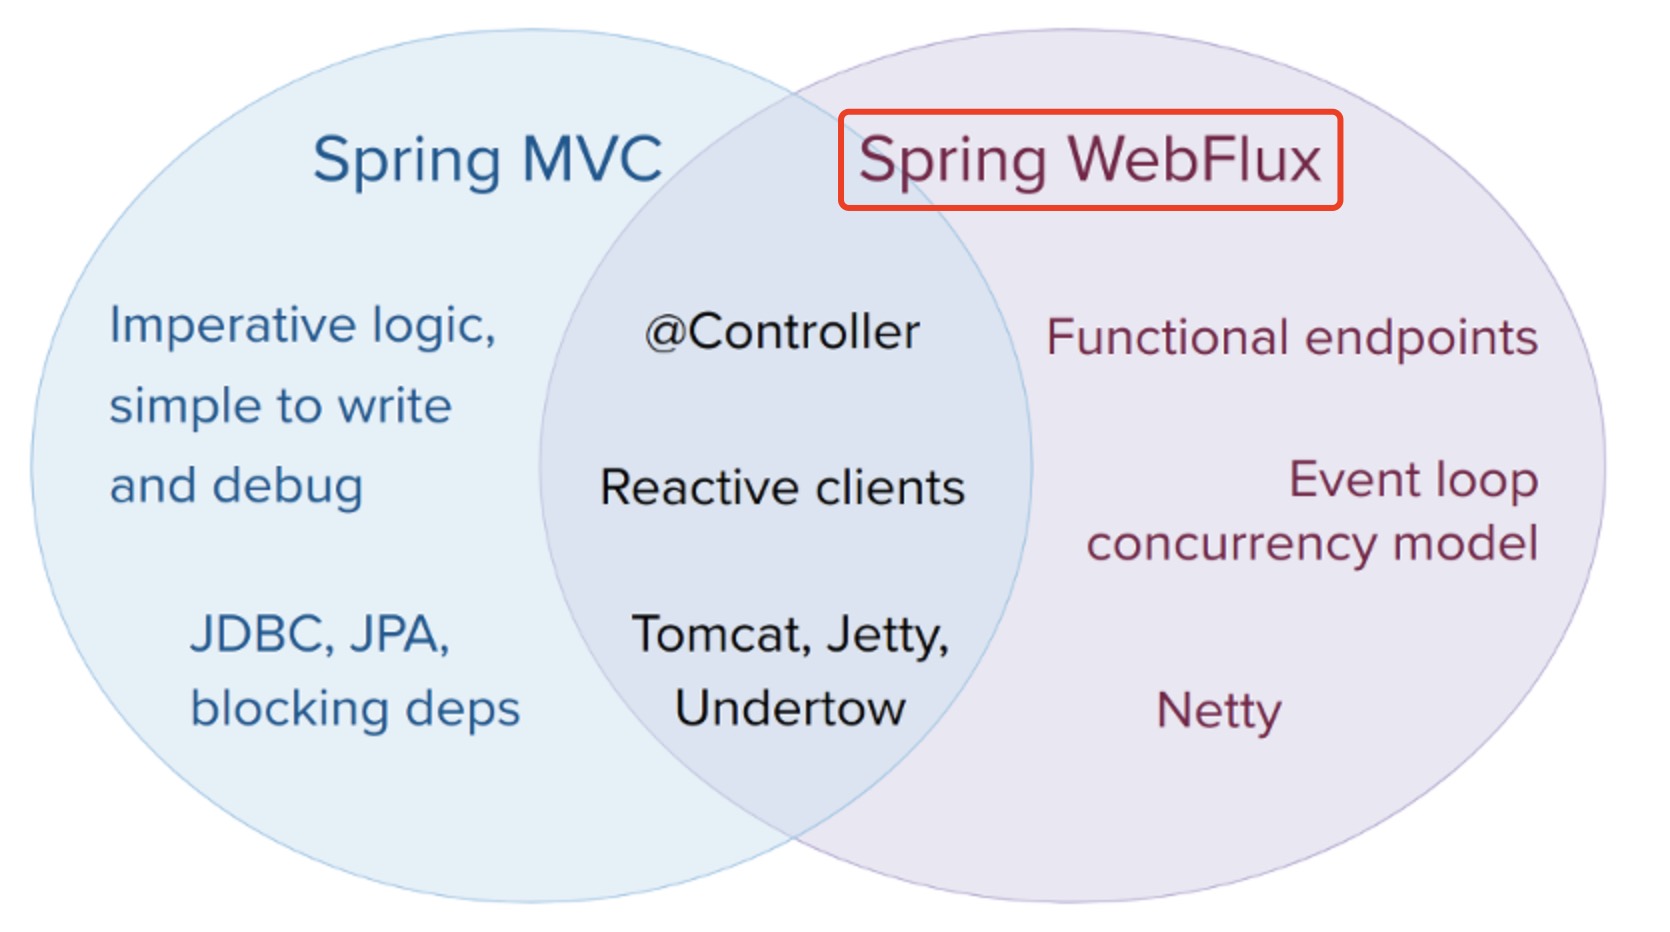 Spring MVC
Spring WebFlux
Imperative logic,
simple to write
and debug
JDBC, JPA,
blocking deps
@Controller
Reactive clients
Tomcat, Jetty,
Undertow
Functional endpoints
Event loop
concurrency model
Netty